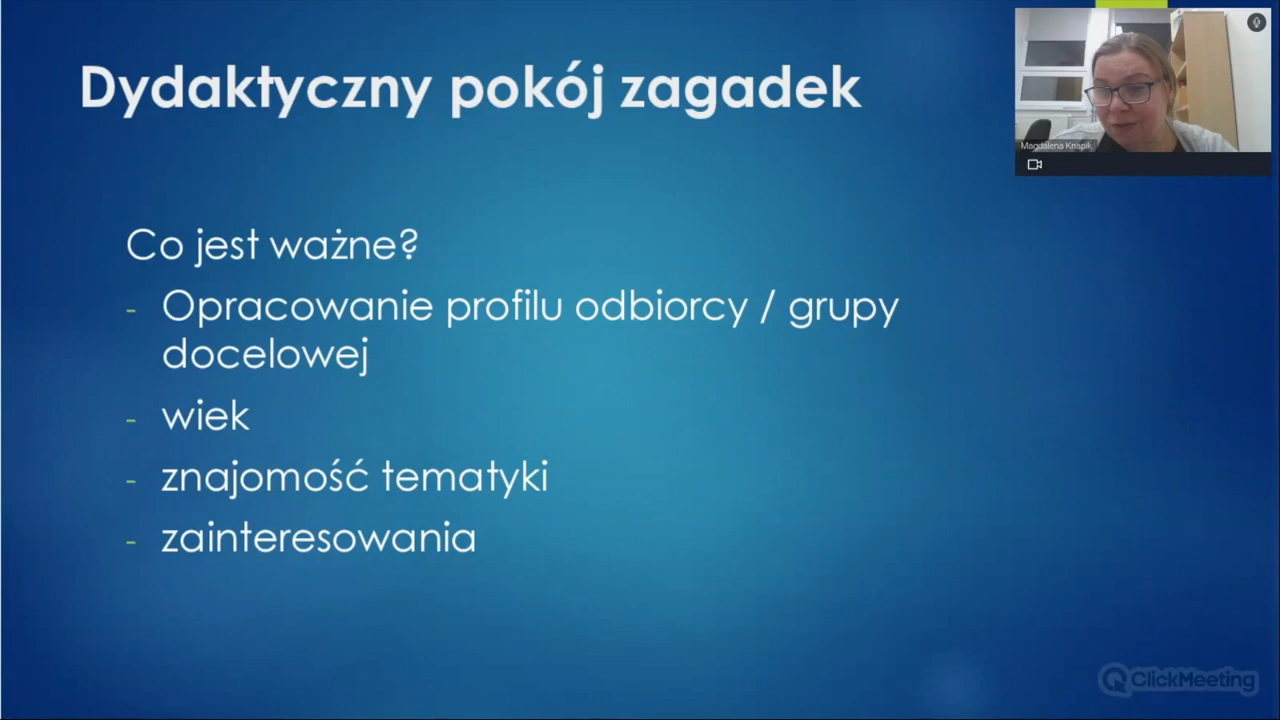 Dydaktyczny pokój zagadek
Magdalena Knapik
Co jest ważne?
- Opracowanie profilu odbiorcy / grupy
docelowej
- wiek
- znajomość tematyki
- zainteresowania
ClickMeeting